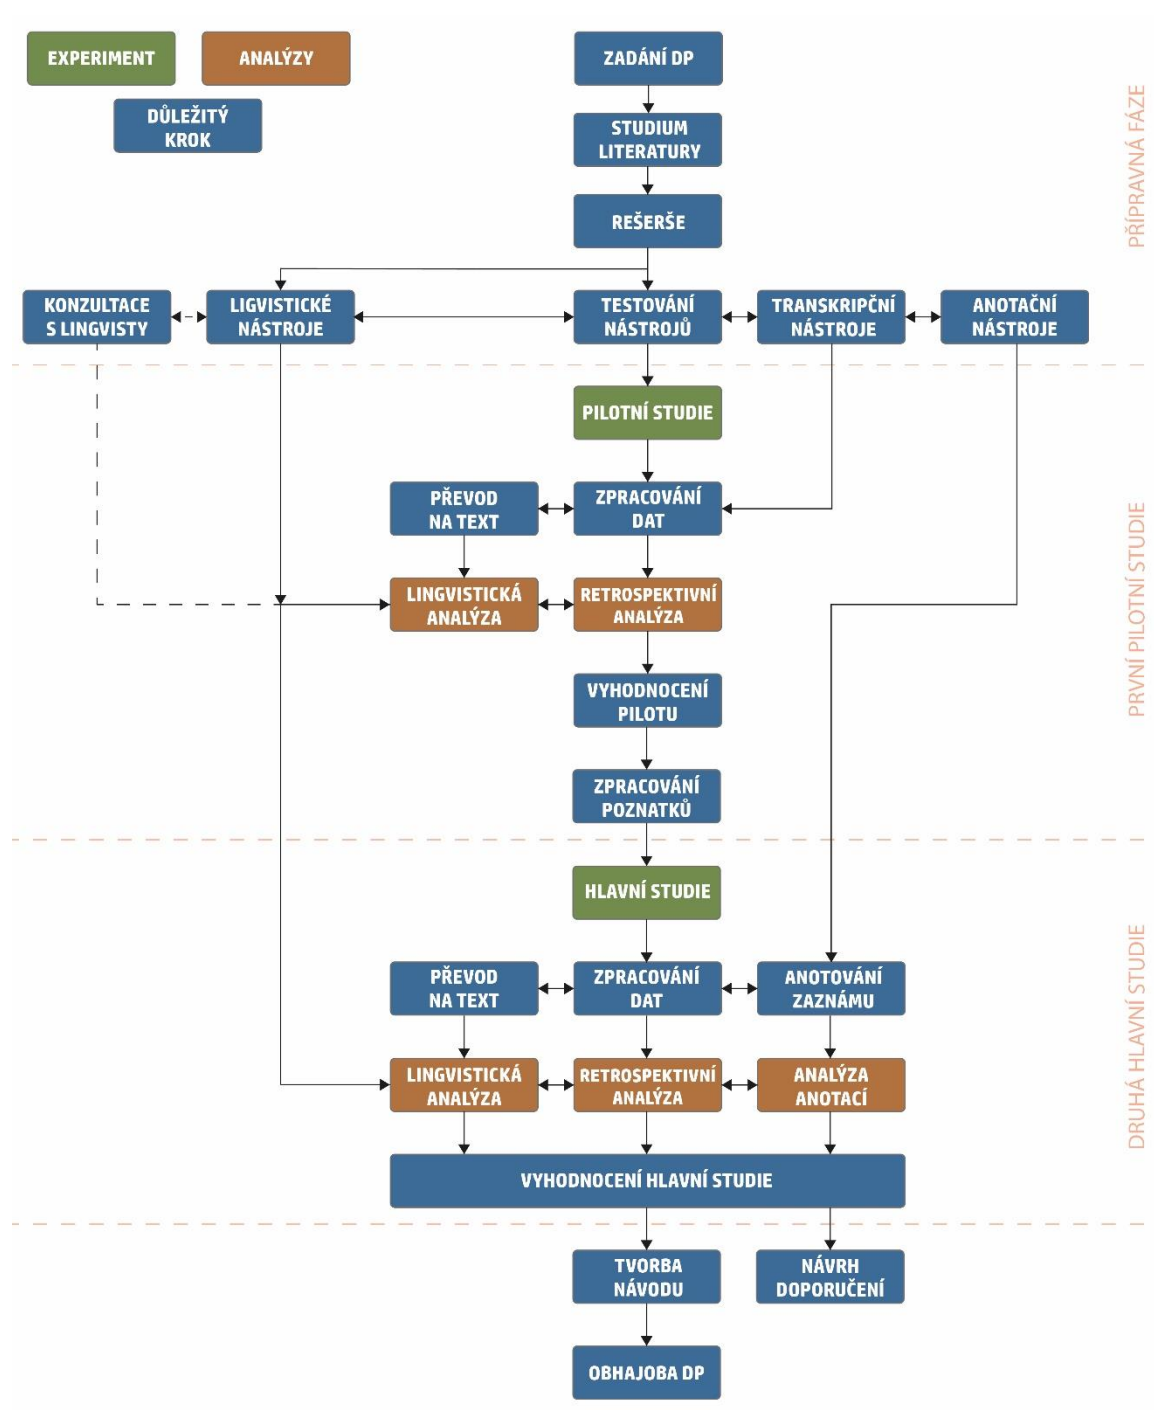 EXPERIMENT
ANALÝZY
DŮLEŽITÝ
KROK
ZADÁNÍ DP
STUDIUM
LITERATURY
REŠERŠE
PŘÍPRAVNÁ FÁZE
KONZULTACE
S LINGVISTY
LIGVISTICKÉ
NÁSTROJE
TESTOVÁNÍ
NÁSTROJŮ
TRANSKRIPČNÍ
NÁSTROJE
ANOTAČNÍ
NÁSTROJE
PILOTNÍ STUDIE
PŘEVOD
NA TEXT
ZPRACOVÁNÍ
DAT
LINGVISTICKÁ
ANALÝZA
RETROSPEKTIVNÍ
ANALÝZA
VYHODNOCENÍ
PILOTU
ZPRACOVÁNÍ
POZNATKŮ
PRVNÍ PILOTNÍ STUDIE
HLAVNÍ STUDIE
PŘEVOD
NA TEXT
ZPRACOVÁNÍ
DAT
ANOTOVÁNÍ
ZAZNÁMU
LINGVISTICKÁ
ANALÝZA
RETROSPEKTIVNÍ
ANALÝZA
ANALÝZA
ANOTACÍ
VYHODNOCENÍ HLAVNÍ STUDIE
DRUHÁ HLAVNÍ STUDIE
TVORBA
NÁVODU
NÁVRH
DOPORUČENÍ
OBHAJOBA DP